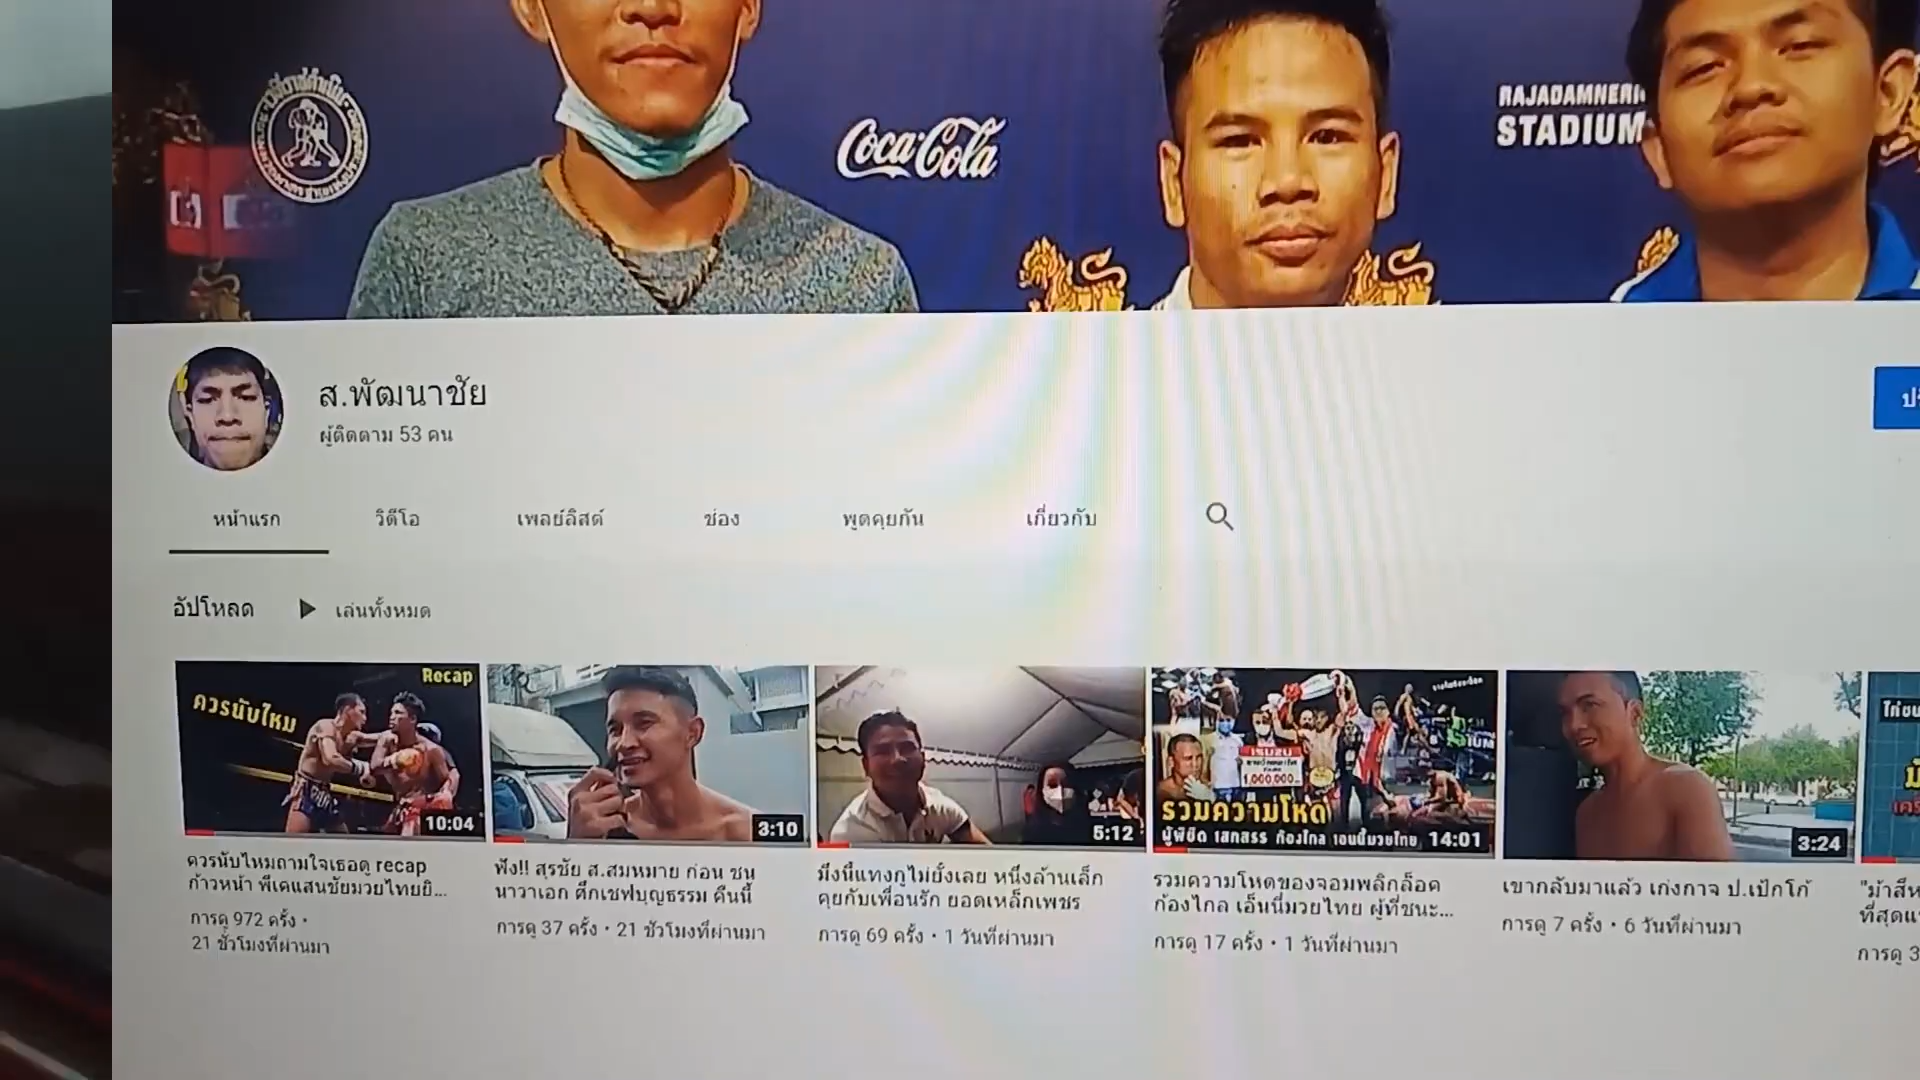 Coca-Cola
RAJADAMNERN
STADIUM
ส.พัฒนาชัย
ผู้ติดตาม 53 คน
หน้าแรก
วิดีโอ
เพลย์ลิสต์
ช่อง
พูดคุยกัน
เกี่ยวกับ
อัปโหลด
เล่นทั้งหมด
Recap
ควรนับไหม
10:04
ควรนับไหมถามใจเธอดู recap
ก้าวหน้า พีเคแสนชัยมวยไทยยิ...
การดู 972 ครั้ง •
21 ชั่วโมงที่ผ่านมา
3:10
ฟัง!! สุรชัย ส.สมหมาย ก่อน ชน
นาวาเอก ศึกเชฟบุญธรรม คืนนี้
การดู 37 ครั้ง • 21 ชั่วโมงที่ผ่านมา
5:12
มึงนี้แทงกูไม่ยั้งเลย หนึ่งล้านเล็ก
คุยกับเพื่อนรัก ยอดเหล็กเพชร
การดู 69 ครั้ง • 1 วันที่ผ่านมา
1,000,000
รวมความโหด
14:01
รวมความโหดของจอมพลิกล็อค
ก้องไกล เอ็นนี่มวยไทย ผู้ที่ชนะ...
การดู 17 ครั้ง • 1 วันที่ผ่านมา
3:24
เขากลับมาแล้ว เก่งกาจ ป.เป๊กโก้
การดู 7 ครั้ง • 6 วันที่ผ่านมา
"ม้าสีห
การดู 3